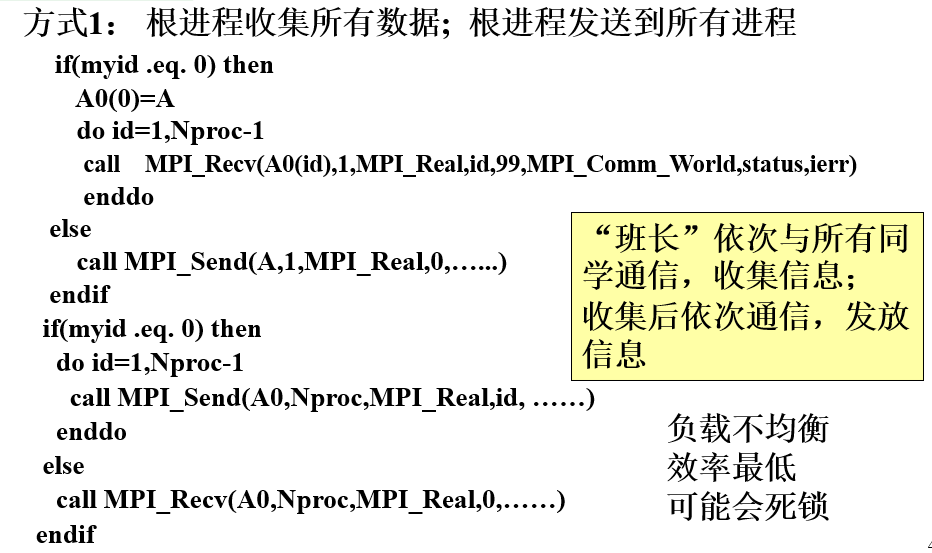 方式1： 根进程收集所有数据；根进程发送到所有进程
if(myid .eq. 0) then
A0(0)=A
do id=1,Nproc-1
call MPI_Recv(A0(id),1,MPI_Real,id,99,MPI_Comm_World,status,ierr)
enddo
else
call MPI_Send(A,1,MPI_Real,0,…...)
endif
if(myid .eq. 0) then
do id=1,Nproc-1
call MPI_Send(A0,Nproc,MPI_Real,id, ……)
enddo
else
call MPI_Recv(A0,Nproc,MPI_Real,0,……)
endif
“班长”依次与所有同
学通信，收集信息；
收集后依次通信，发放
信息
负载不均衡
效率最低
可能会死锁